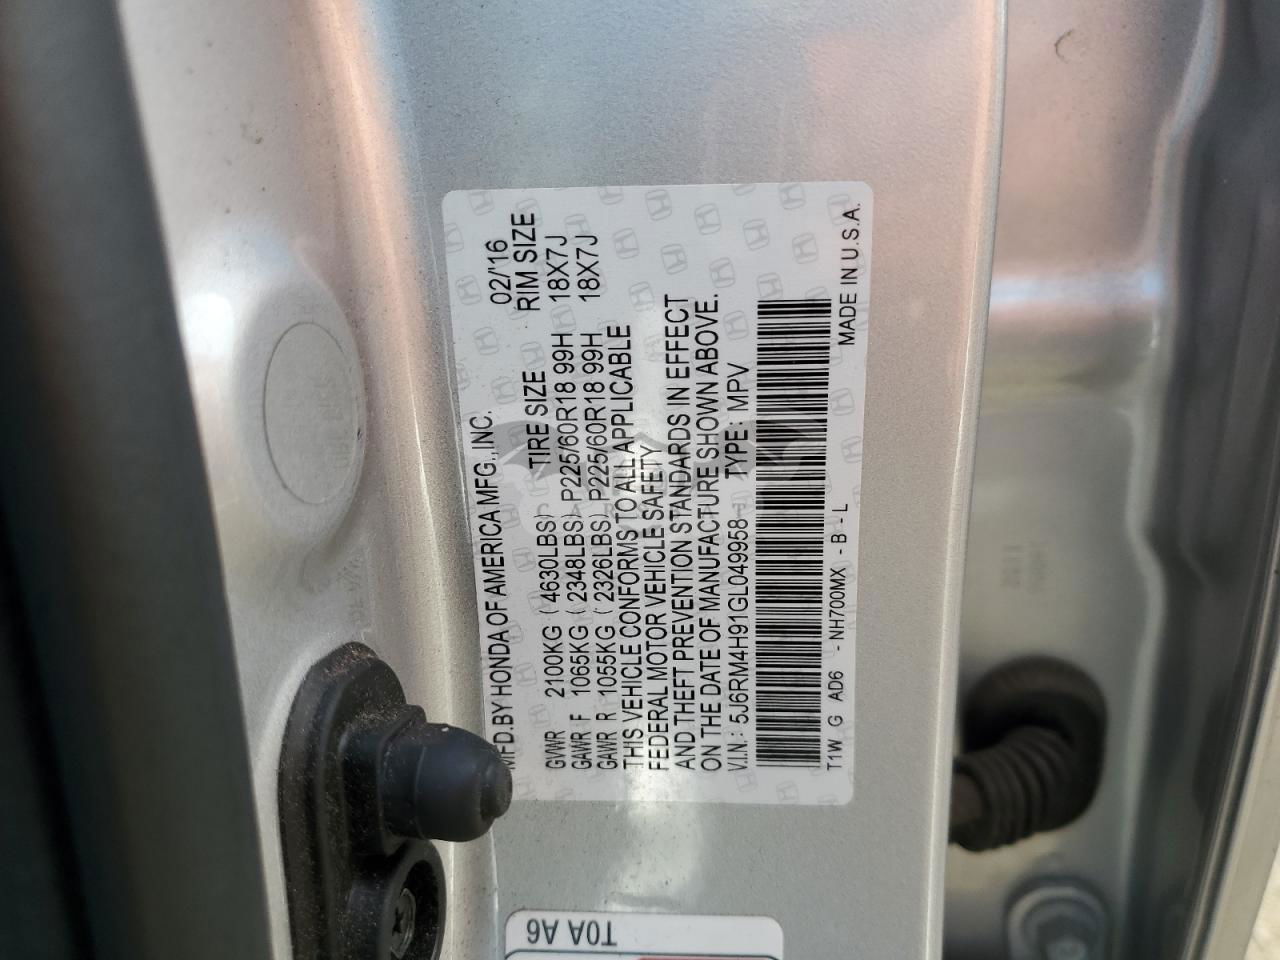 MFD. BY HONDA OF AMERICA MFG., INC. 02/'16
TIRE SIZE RIM SIZE
GVWR 2100KG ( 4630LBS)
GAWR F 1065KG ( 2348LBS) P225/60R18 99H 18X7J
GAWR R 1055KG ( 2326LBS) P225/60R18 99H 18X7J
THIS VEHICLE CONFORMS TO ALL APPLICABLE
FEDERAL MOTOR VEHICLE SAFETY
AND THEFT PREVENTION STANDARDS IN EFFECT
ON THE DATE OF MANUFACTURE SHOWN ABOVE.
V.I.N.: 5J6RM4H91GL049958 TYPE: MPV
T1W G AD6 - NH700MX - B - L MADE IN U.S.A.
T0A A6